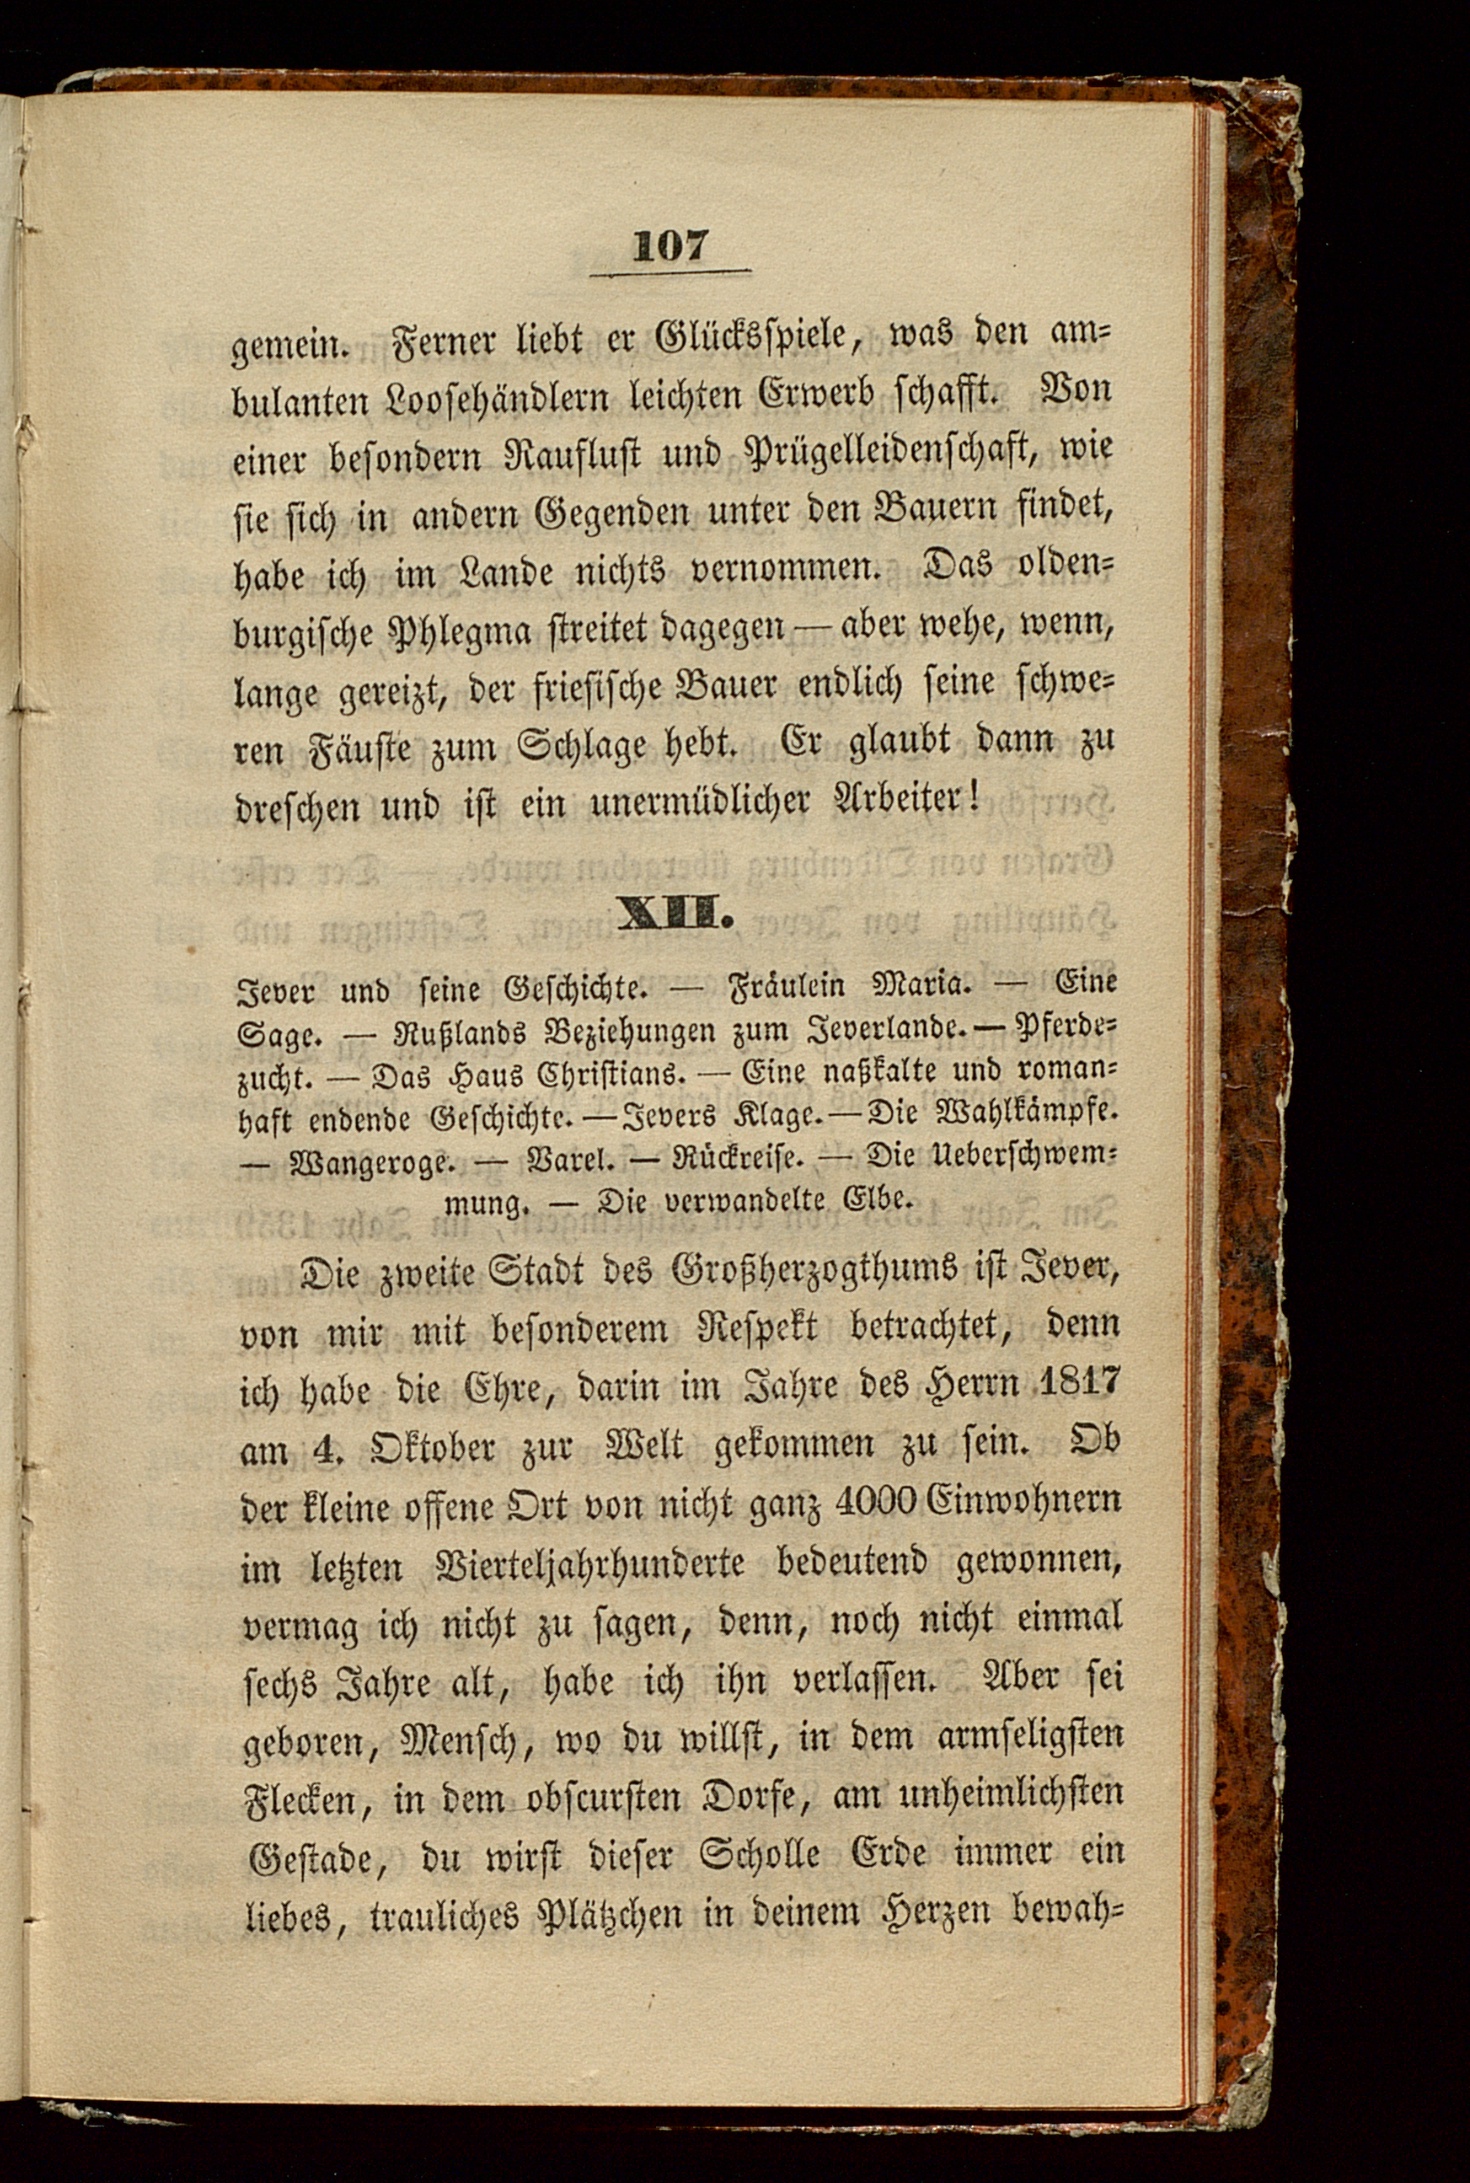 107
gemein. Ferner liebt er Glücksspiele, was den am-
bulanten Loosehändlern leichten Erwerb schafft. Von
einer besondern Rauflust und Prügelleidenschaft, wie
sie sich in andern Gegenden unter den Bauern findet,
habe ich im Lande nichts vernommen. Das olden-
burgische Phlegma streitet dagegen — aber wehe, wenn,
lange gereizt, der friesische Bauer endlich seine schwe-
ren Fäuste zum Schlage hebt. Er glaubt dann zu
dreschen und ist ein unermüdlicher Arbeiter!
XII.
Jever und seine Geschichte. — Fräulein Maria. — Eine
Sage. — Rußlands Beziehungen zum Jeverlande. — Pferde-
zucht. — Das Haus Christians. — Eine naßkalte und roman-
haft endende Geschichte. — Jevers Klage. — Die Wahlkämpfe.
— Wangeroge. — Varel. — Rückreise. — Die Ueberschwem-
mung. — Die verwandelte Elbe.
Die zweite Stadt des Großherzogthums ist Jever,
von mir mit besonderem Respekt betrachtet, denn
ich habe die Ehre, darin im Jahre des Herrn 1817
am 4. Oktober zur Welt gekommen zu sein. Ob
der kleine offene Ort von nicht ganz 4000 Einwohnern
im letzten Vierteljahrhunderte bedeutend gewonnen,
vermag ich nicht zu sagen, denn, noch nicht einmal
sechs Jahre alt, habe ich ihn verlassen. Aber sei
geboren, Mensch, wo du willst, in dem armseligsten
Flecken, in dem obscursten Dorfe, am unheimlichsten
Gestade, du wirst dieser Scholle Erde immer ein
liebes, trauliches Plätzchen in deinem Herzen bewah-